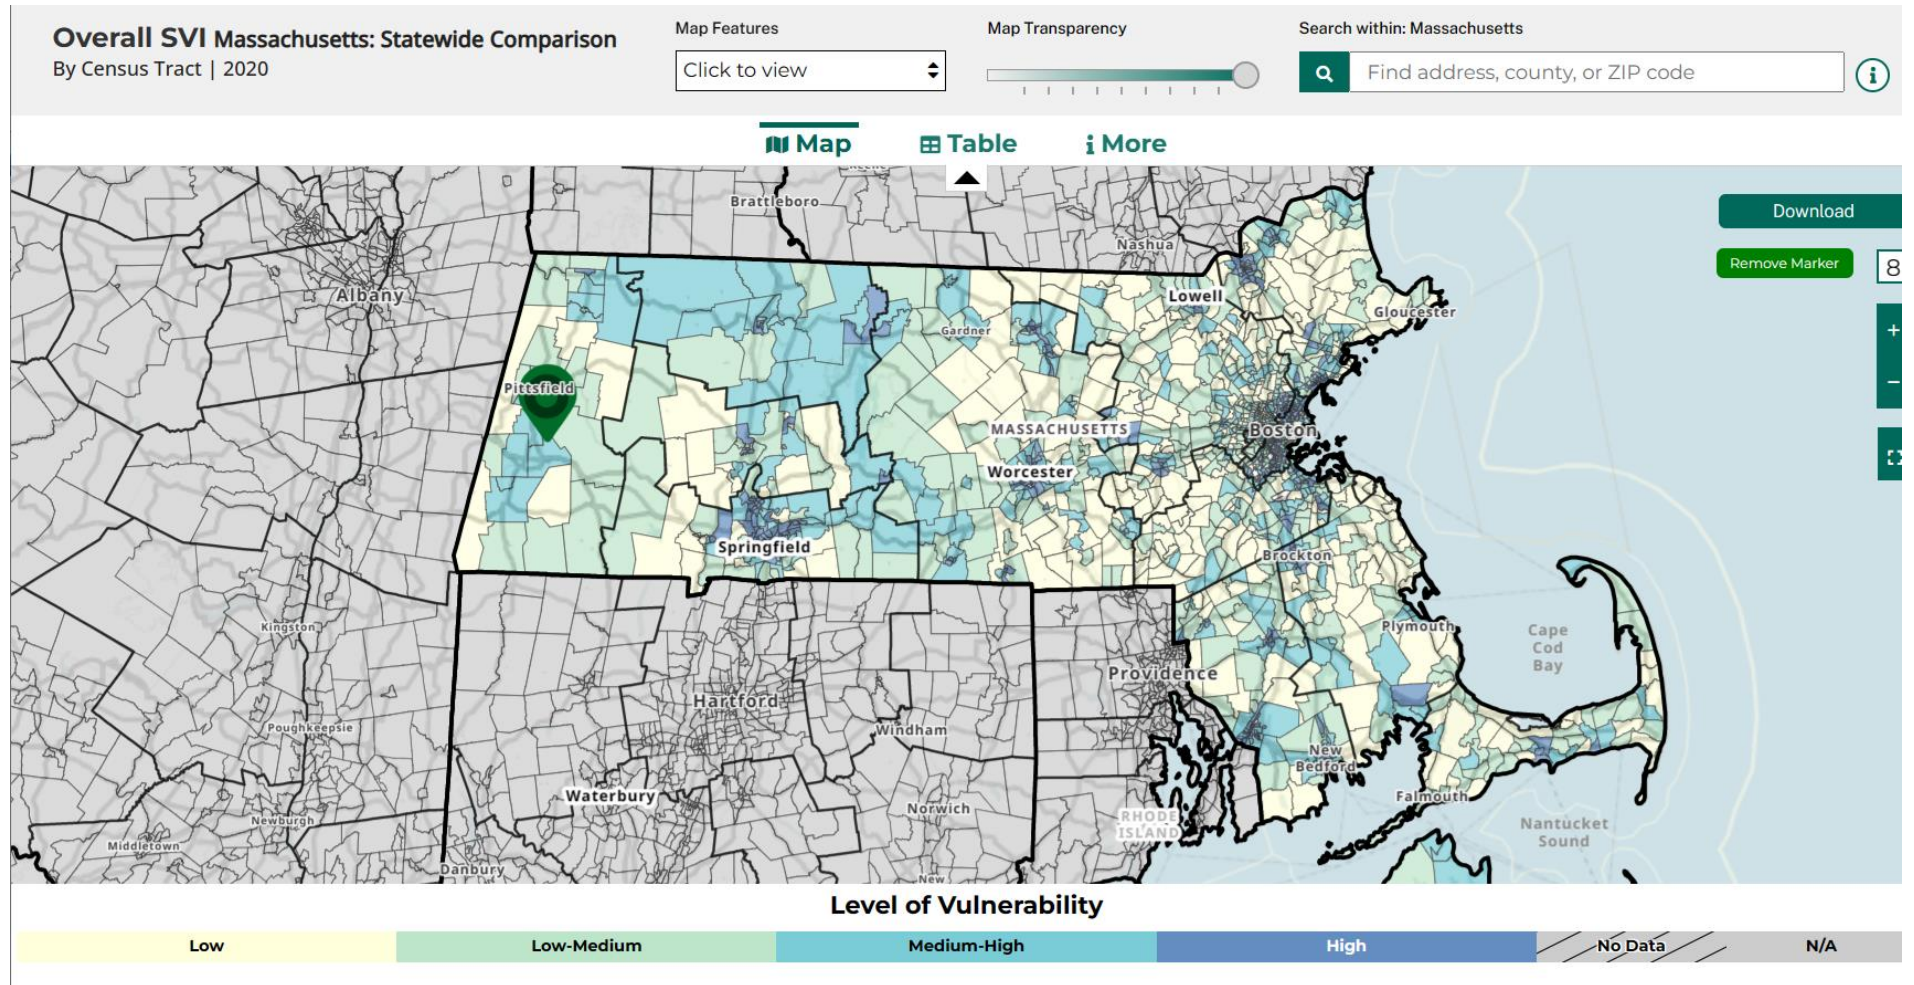 Overall SVI Massachusetts: Statewide Comparison
By Census Tract | 2020
Map Features
Click to view
Map Transparency
Search within: Massachusetts
Find address, county, or ZIP code
Map
Table
More
Download
Remove Marker
8
+
−
Brattleboro
Nashua
Albany
Lowell
Gloucester
Gardner
Pittsfield
MASSACHUSETTS
Boston
Worcester
Springfield
Brockton
Kingston
Plymouth
Cape
Cod
Bay
Providence
Hartford
Poughkeepsie
Windham
New
Bedford
Waterbury
Falmouth
Norwich
RHODE
ISLAND
Newburgh
Nantucket
Sound
Middletown
Danbury
New
Level of Vulnerability
Low
Low-Medium
Medium-High
High
No Data
N/A